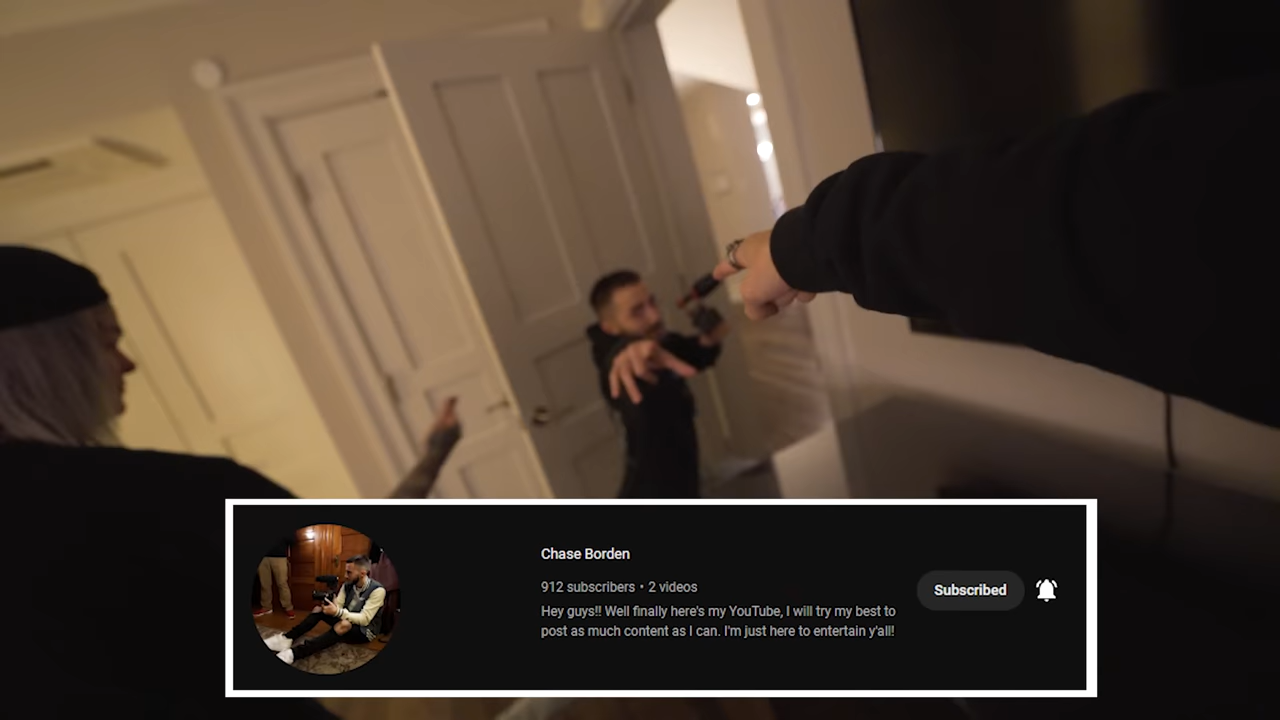 Chase Borden
912 subscribers • 2 videos
Hey guys!! Well finally here's my YouTube, I will try my best to
post as much content as I can. I'm just here to entertain y'all!
Subscribed